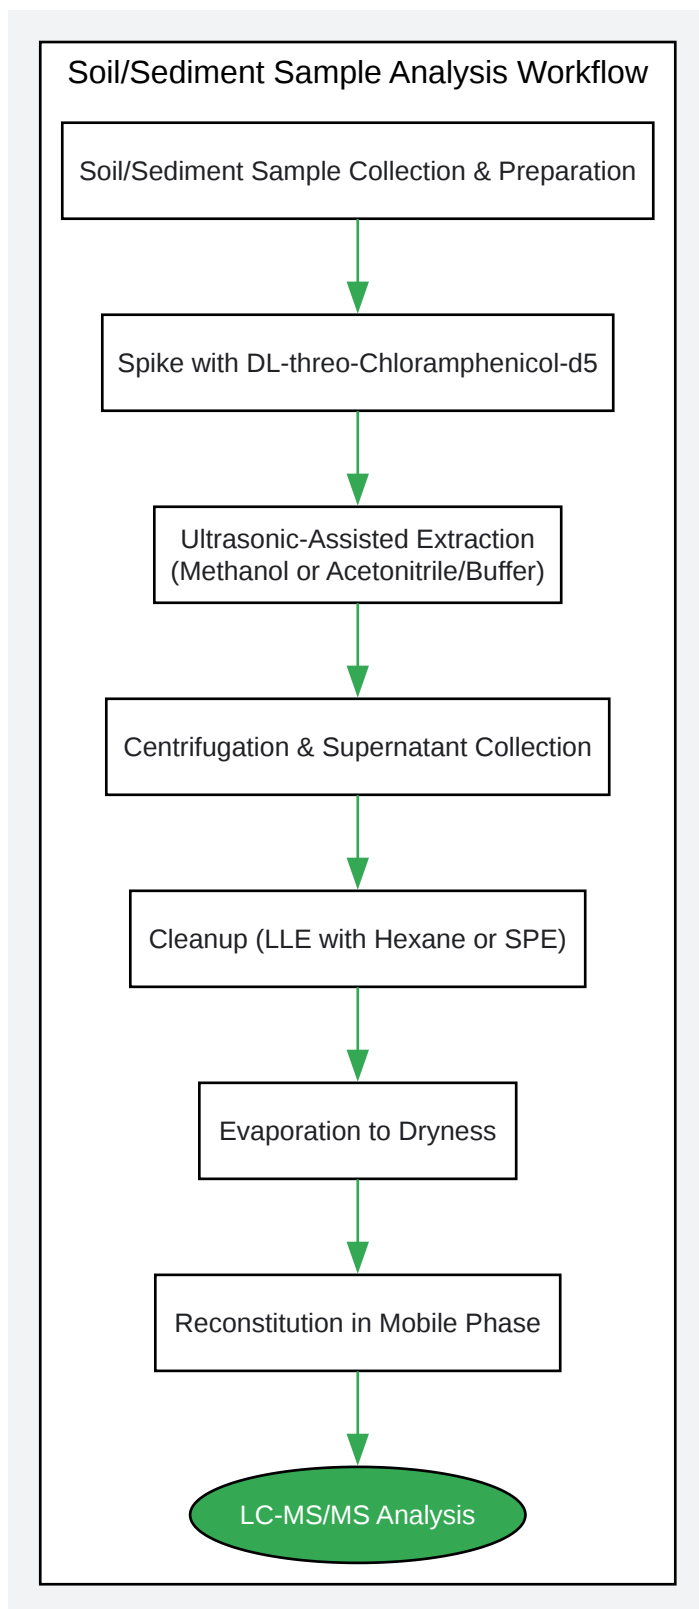 Soil/Sediment Sample Analysis Workflow
Soil/Sediment Sample Collection & Preparation
Spike with DL-threo-Chloramphenicol-d5
Ultrasonic-Assisted Extraction
(Methanol or Acetonitrile/Buffer)
Centrifugation & Supernatant Collection
Cleanup (LLE with Hexane or SPE)
Evaporation to Dryness
Reconstitution in Mobile Phase
LC-MS/MS Analysis